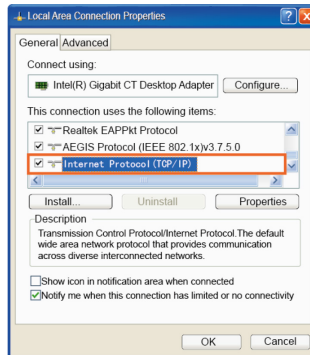 Local Area Connection Properties
General Advanced
Connect using:
Intel(R) Gigabit CT Desktop Adapter Configure...
This connection uses the following items:
Realtek EAPPkt Protocol
AEGIS Protocol (IEEE 802.1x)v3.7.5.0
Internet Protocol(TCP/IP)
Install... Uninstall Properties
Description
Transmission Control Protocol/Internet Protocol.The default
wide area network protocol that provides communication
across diverse interconnected networks.
Show icon in notification area when connected
Notify me when this connection has limited or no connectivity
OK Cancel